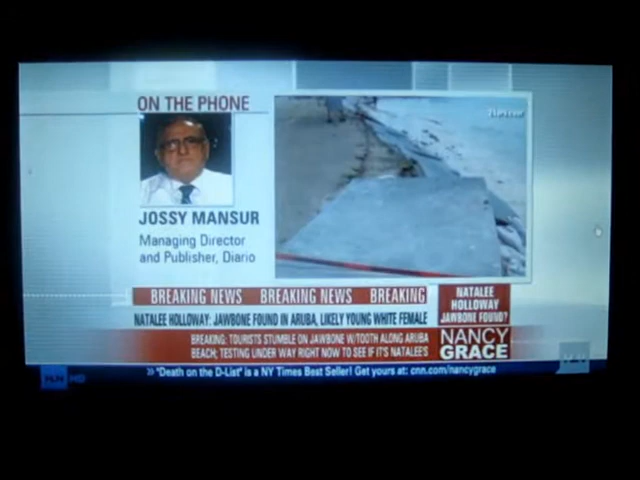 ON THE PHONE
JOSSY MANSUR
Managing Director
and Publisher, Diario
BREAKING NEWS BREAKING NEWS BREAKING
NATALEE HOLLOWAY: JAWBONE FOUND IN ARUBA, LIKELY YOUNG WHITE FEMALE
BREAKING: TOURISTS STUMBLE ON JAWBONE W/TOOTH ALONG ARUBA
BEACH; TESTING UNDER WAY RIGHT NOW TO SEE IF IT'S NATALEE'S
NATALEE
HOLLOWAY
JAWBONE FOUND?
NANCY
GRACE
HLN HD
» "Death on the D-List" is a NY Times Best Seller! Get yours at: cnn.com/nancygrace